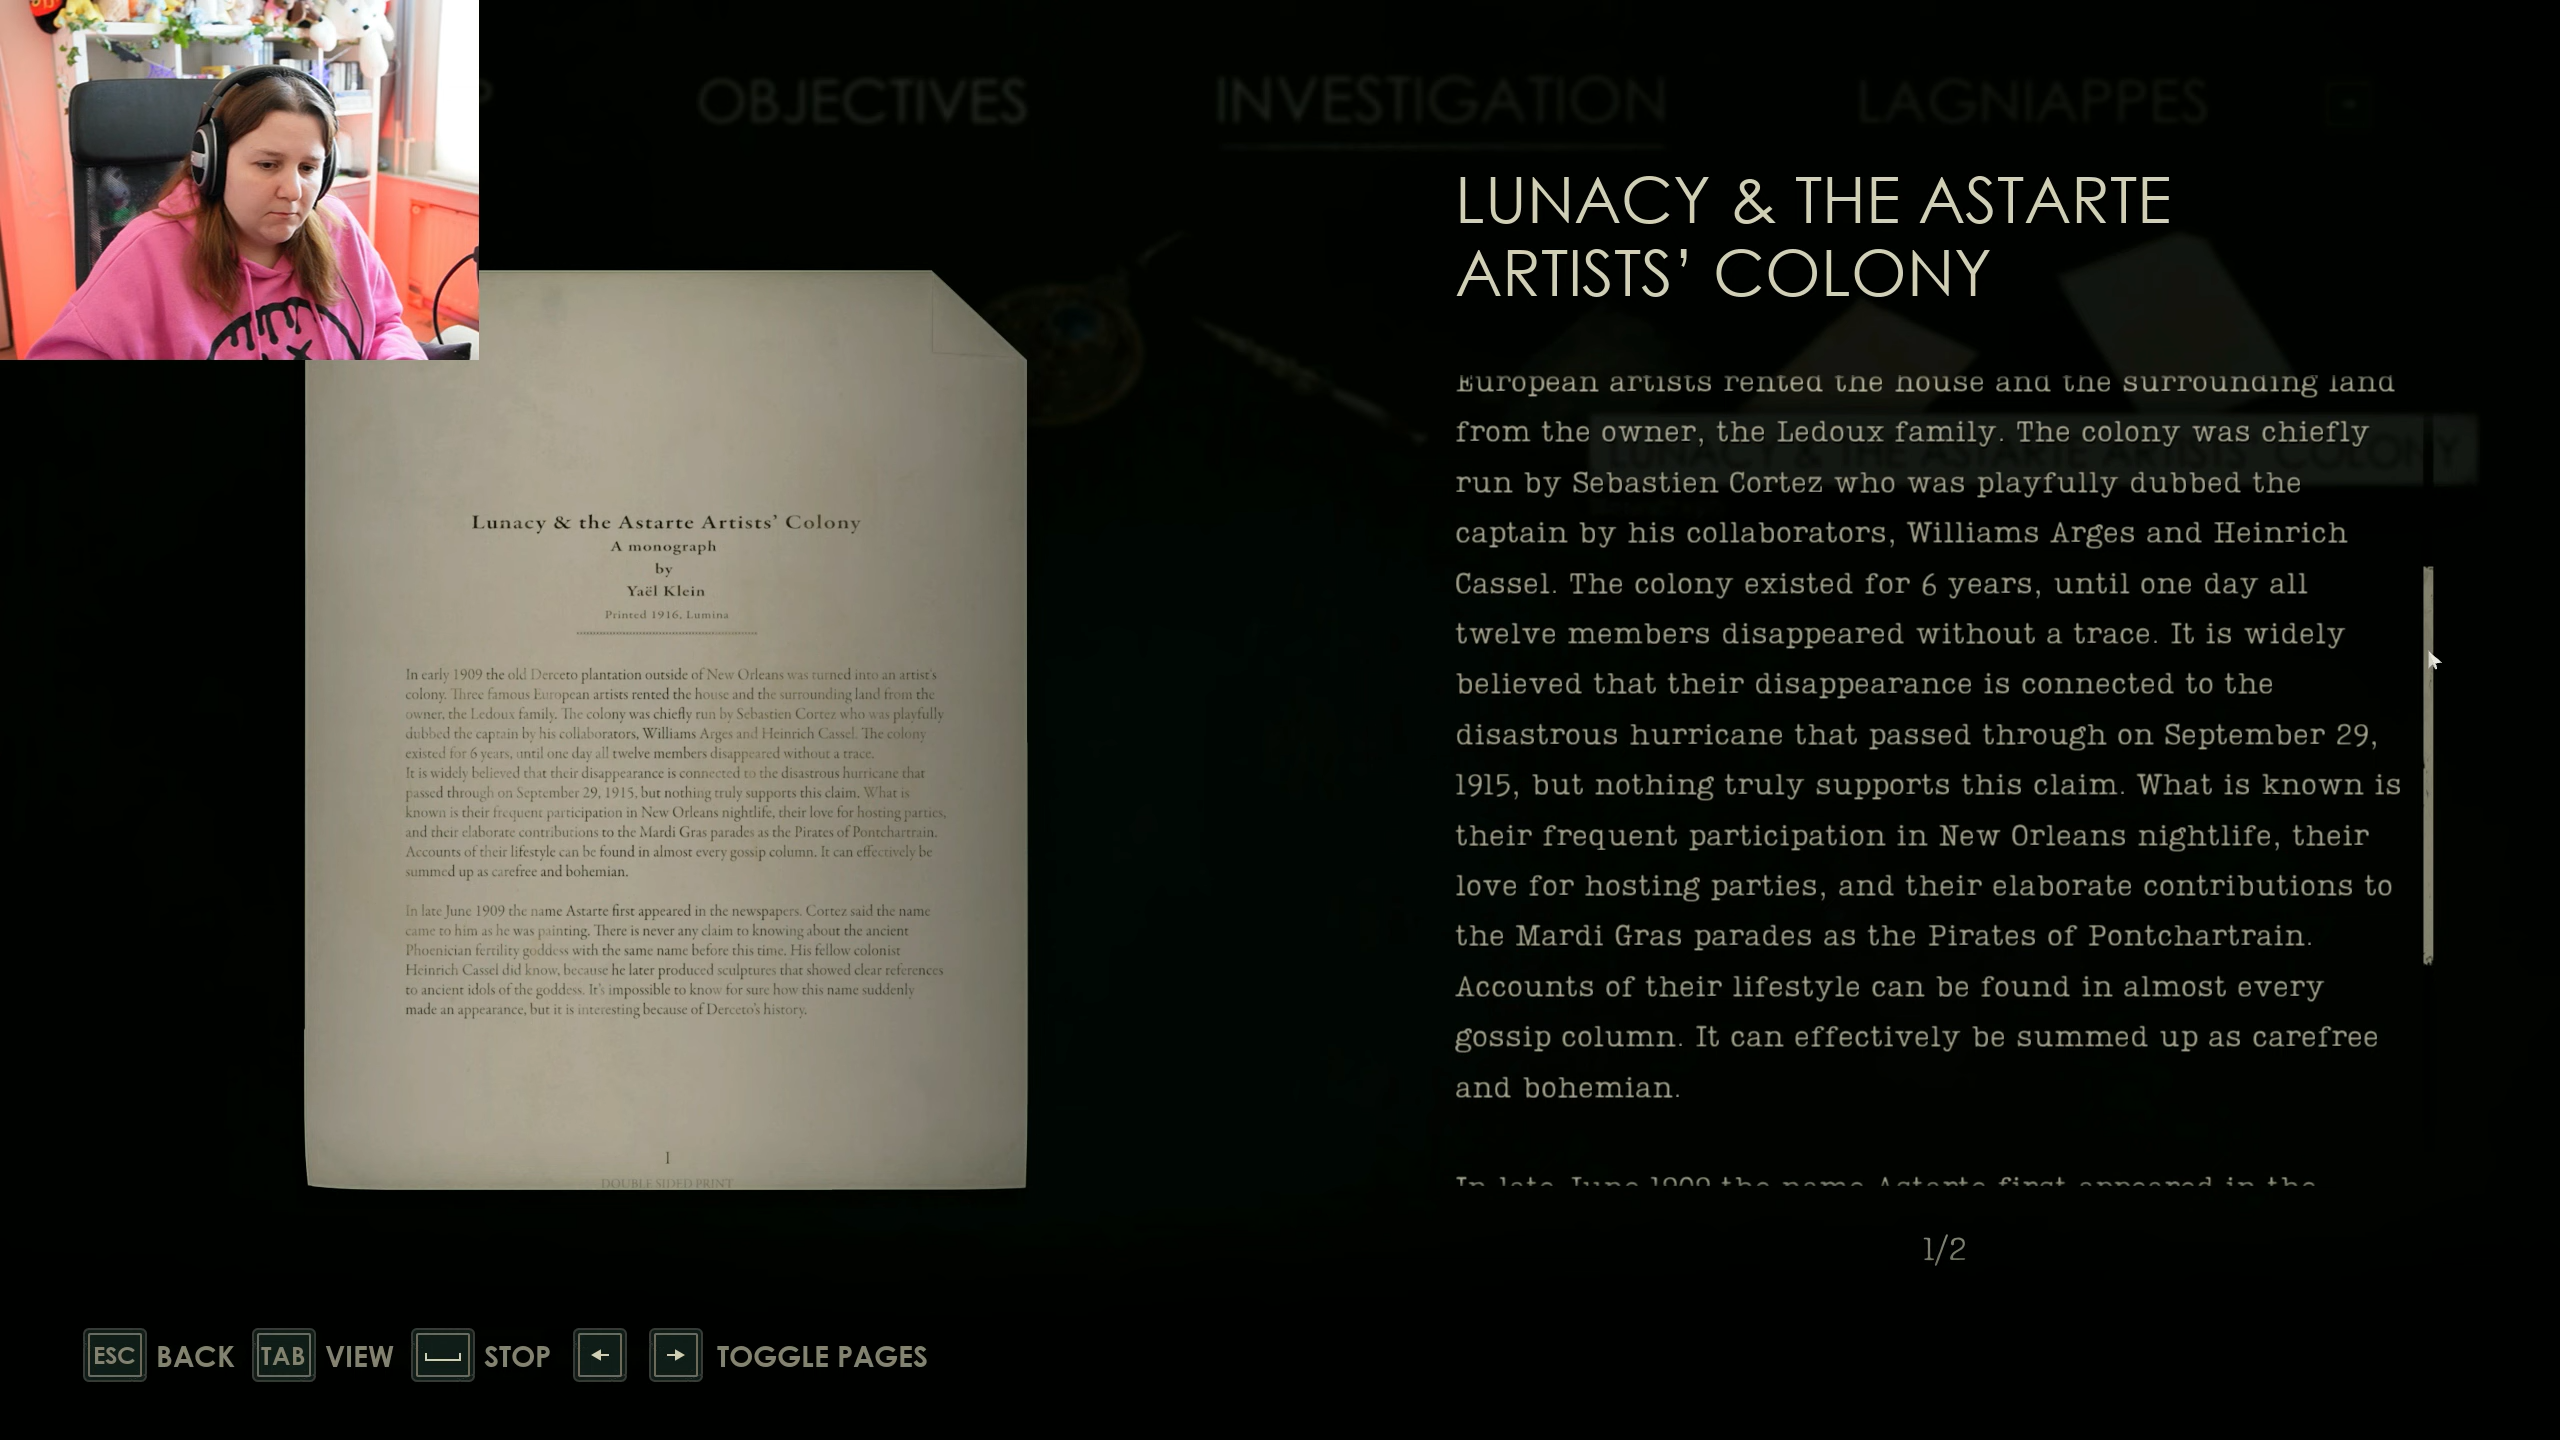 OBJECTIVES
INVESTIGATION
LAGNIAPPES
LUNACY & THE ASTARTE
ARTISTS’ COLONY
Lunacy & the Astarte Artists’ Colony
A monograph
by
Yaël Klein
Printed 1916, Lumina
In early 1909 the old Derceto plantation outside of New Orleans was turned into an artist's
colony. Three famous European artists rented the house and the surrounding land from the
owner, the Ledoux family. The colony was chiefly run by Sebastien Cortez who was playfully
dubbed the captain by his collaborators, Williams Arges and Heinrich Cassel. The colony
existed for 6 years, until one day all twelve members disappeared without a trace.
It is widely believed that their disappearance is connected to the disastrous hurricane that
passed through on September 29, 1915, but nothing truly supports this claim. What is
known is their frequent participation in New Orleans nightlife, their love for hosting parties,
and their elaborate contributions to the Mardi Gras parades as the Pirates of Pontchartrain.
Accounts of their lifestyle can be found in almost every gossip column. It can effectively be
summed up as carefree and bohemian.
In late June 1909 the name Astarte first appeared in the newspapers. Cortez said the name
came to him as he was painting. There is never any claim to knowing about the ancient
Phoenician fertility goddess with the same name before this time. His fellow colonist
Heinrich Cassel did know, because he later produced sculptures that showed clear references
to ancient idols of the goddess. It's impossible to know for sure how this name suddenly
made an appearance, but it is interesting because of Derceto's history.
1
DOUBLE SIDED PRINT
European artists rented the house and the surrounding land
from the owner, the Ledoux family. The colony was chiefly
LUNACY & THE ASTARTE ARTISTS' COLONY
run by Sebastien Cortez who was playfully dubbed the
captain by his collaborators, Williams Arges and Heinrich
Cassel. The colony existed for 6 years, until one day all
twelve members disappeared without a trace. It is widely
believed that their disappearance is connected to the
disastrous hurricane that passed through on September 29,
1915, but nothing truly supports this claim. What is known is
their frequent participation in New Orleans nightlife, their
love for hosting parties, and their elaborate contributions to
the Mardi Gras parades as the Pirates of Pontchartrain.
Accounts of their lifestyle can be found in almost every
gossip column. It can effectively be summed up as carefree
and bohemian.
In late June 1909 the name Astarte first appeared in the
1/2
ESC BACK TAB VIEW STOP TOGGLE PAGES